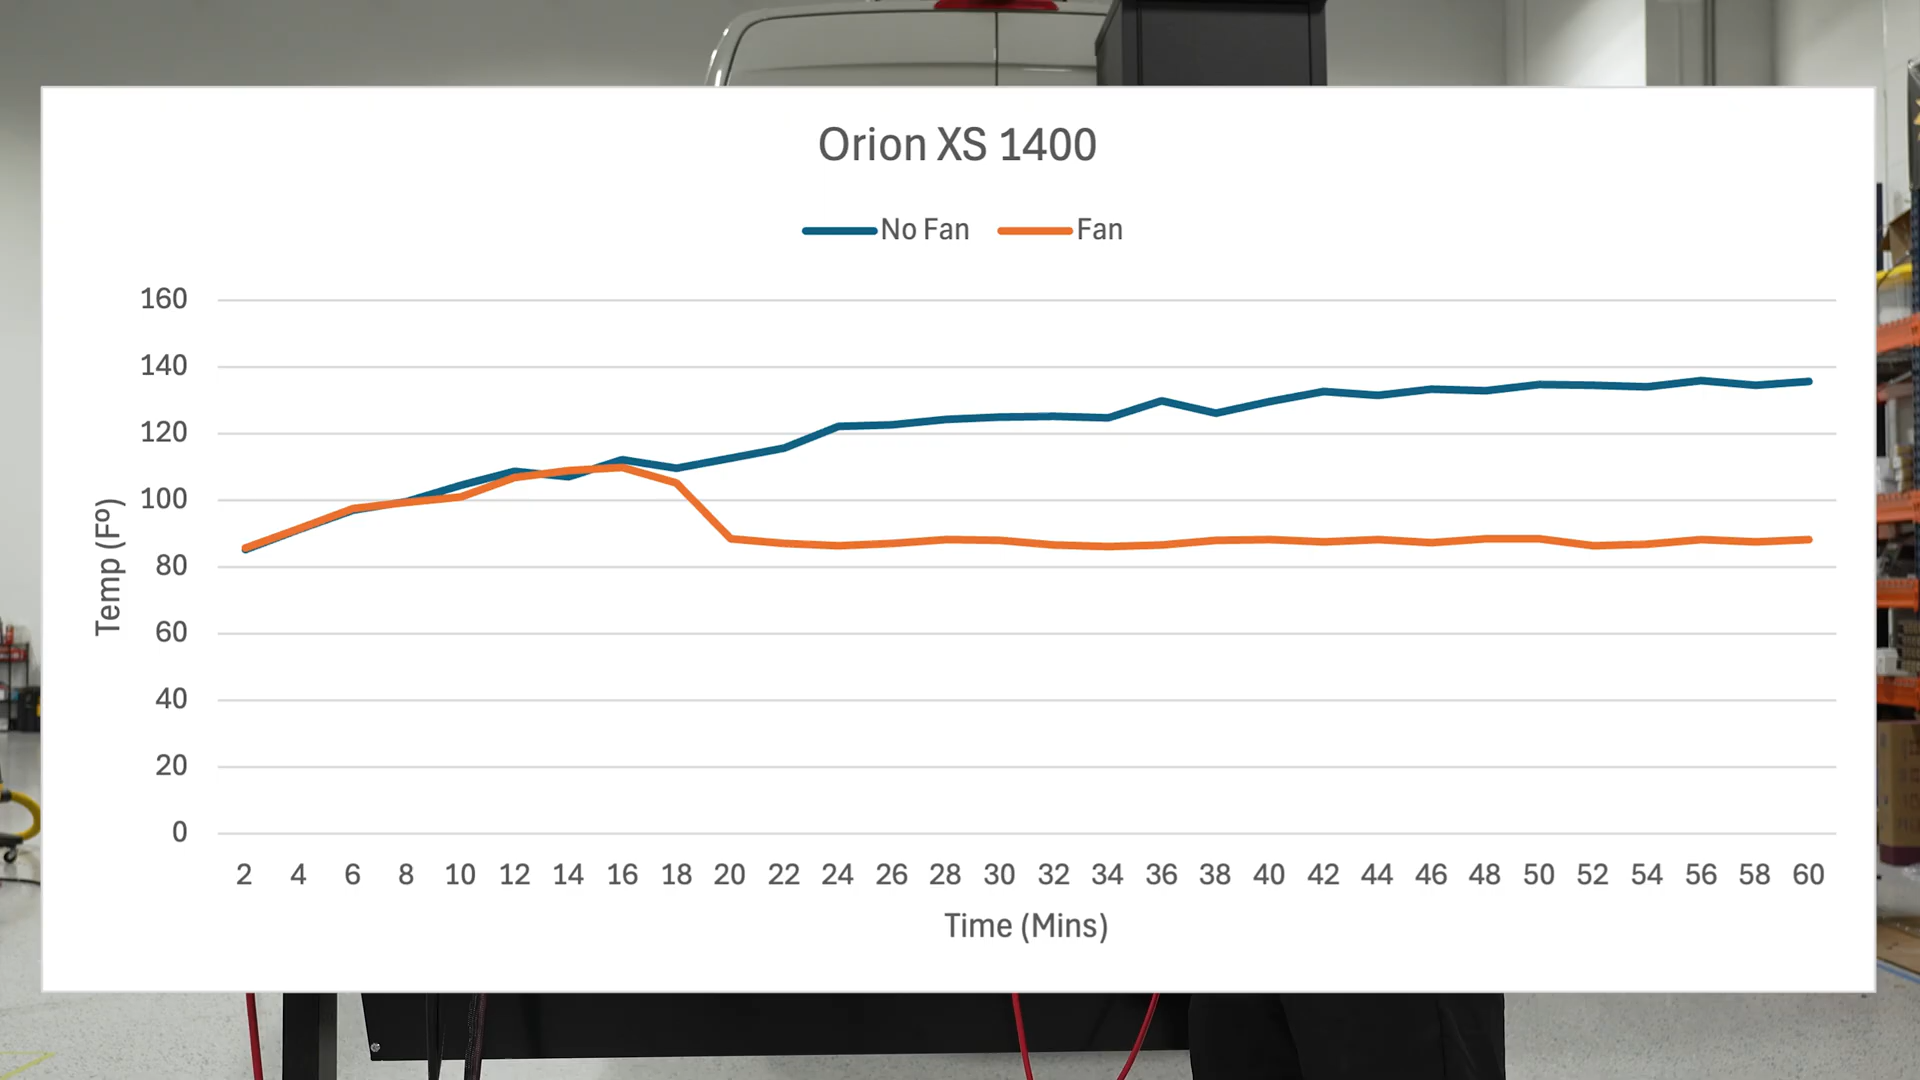 Orion XS 1400
No Fan Fan
160
140
120
100
80
60
40
20
0
Temp (Fº)
2 4 6 8 10 12 14 16 18 20 22 24 26 28 30 32 34 36 38 40 42 44 46 48 50 52 54 56 58 60
Time (Mins)